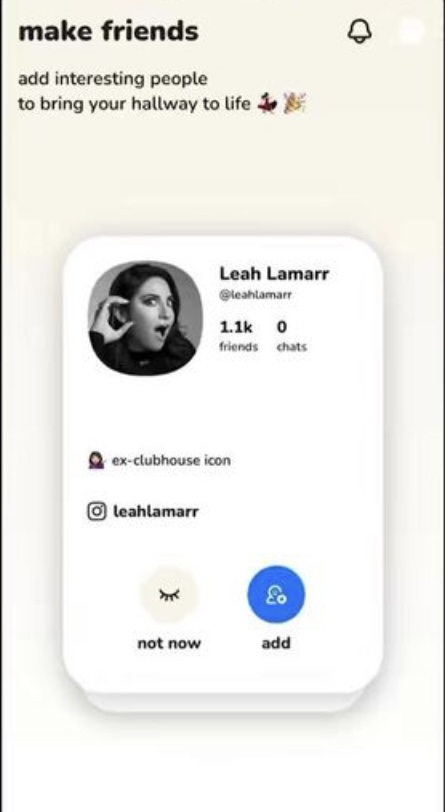 make friends
add interesting people
to bring your hallway to life 💃 🎉
Leah Lamarr
@leahlamarr
1.1k 0
friends chats
💁🏻‍♀️ ex-clubhouse icon
leahlamarr
not now add